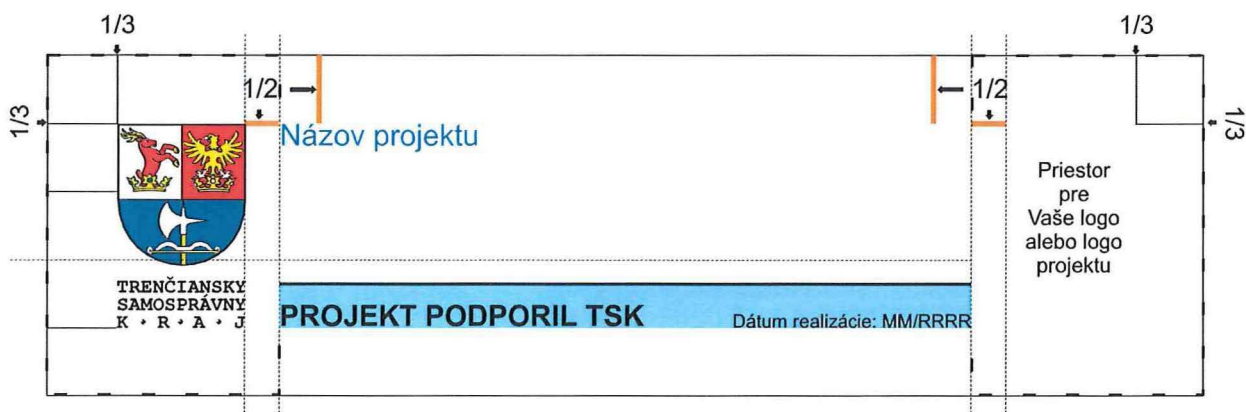 1/3
1/3
1/2
1/2
1/3
1/3
Názov projektu
Priestor
pre
Vaše logo
alebo logo
projektu
TRENČIANSKY
SAMOSPRÁVNY
K · R · A · J
PROJEKT PODPORIL TSK
Dátum realizácie: MM/RRRR